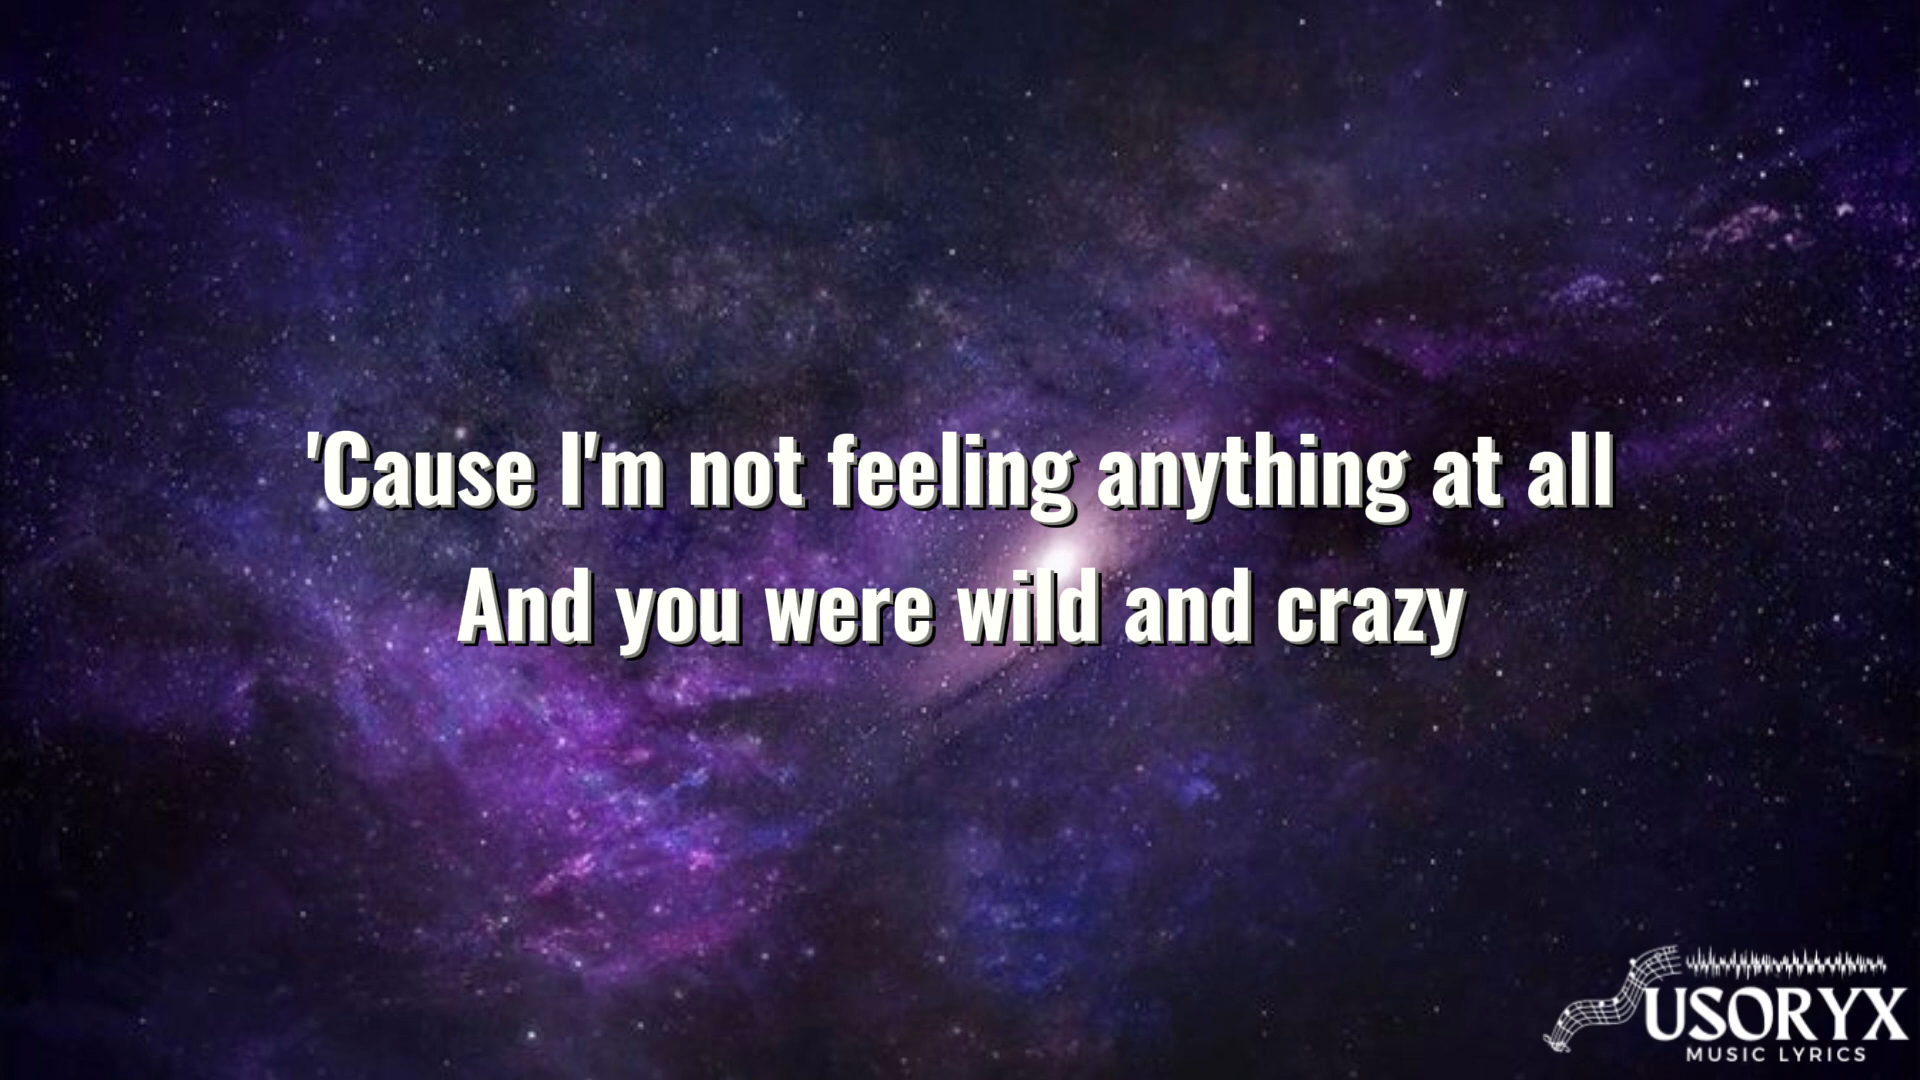 'Cause I'm not feeling anything at all
And you were wild and crazy
USORYX
MUSIC LYRICS